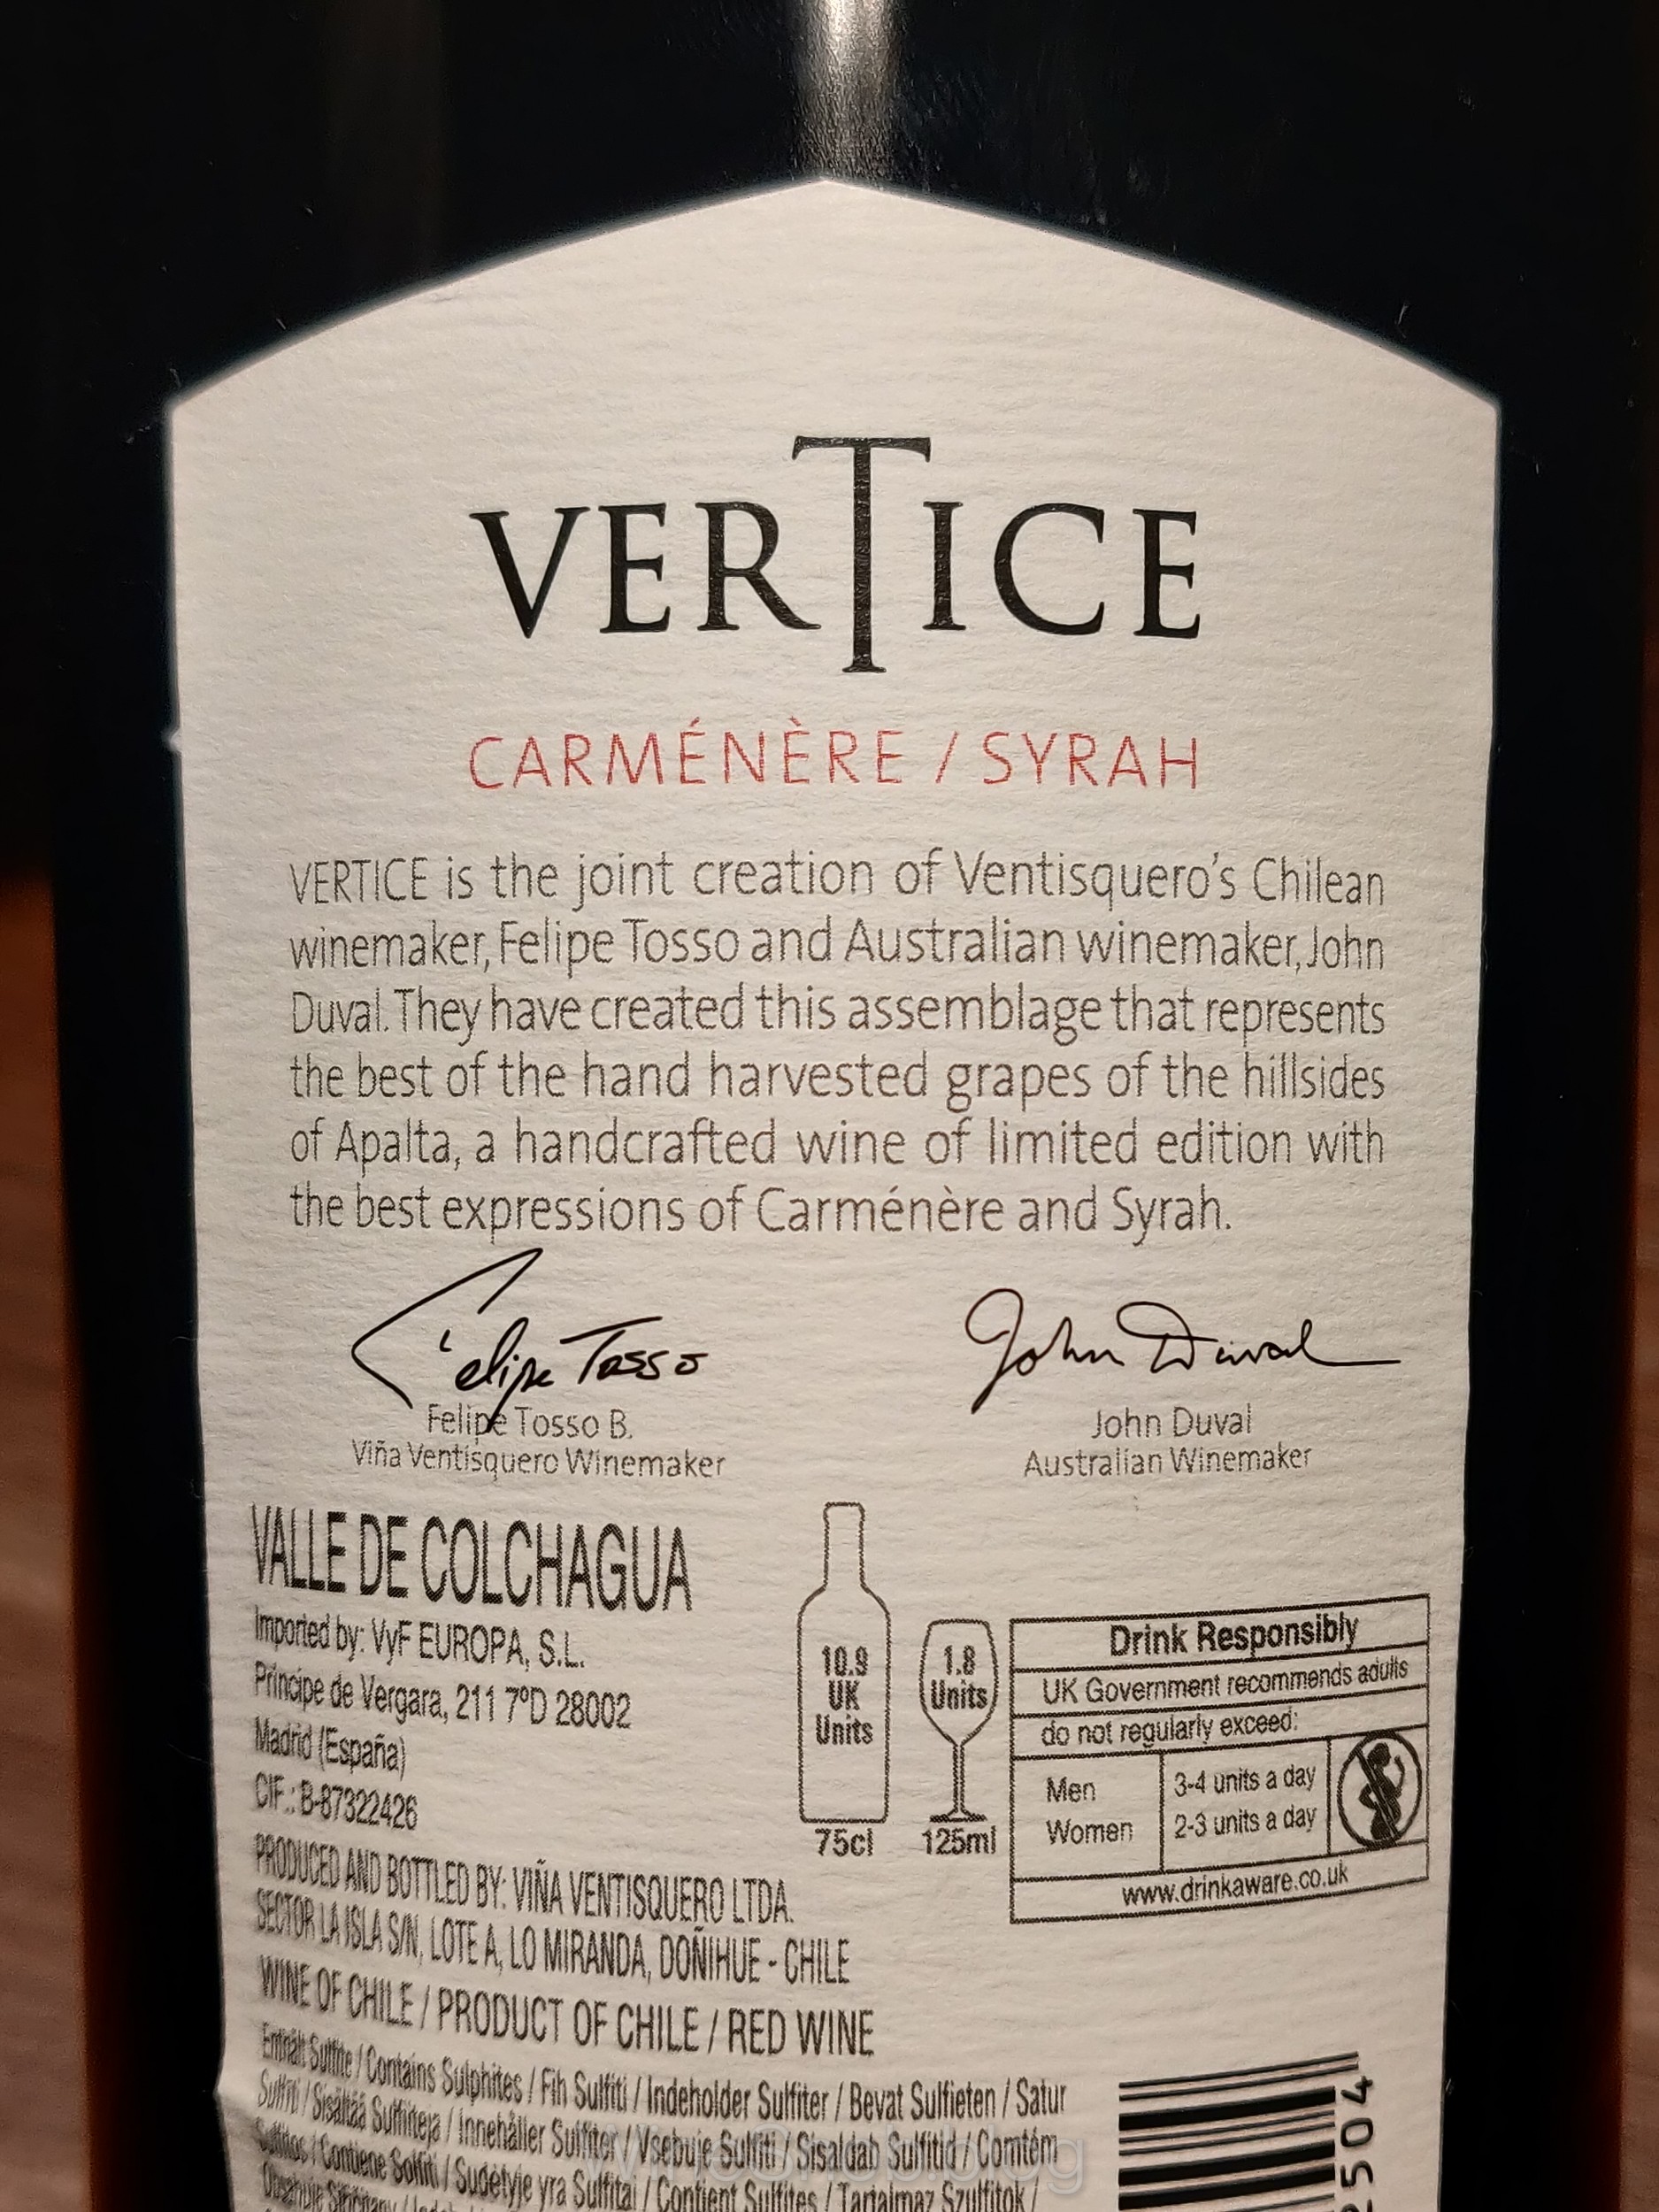 VERTICE
CARMÉNÈRE / SYRAH
VERTICE is the joint creation of Ventisquero's Chilean
winemaker, Felipe Tosso and Australian winemaker, John
Duval. They have created this assemblage that represents
the best of the hand harvested grapes of the hillsides
of Apalta, a handcrafted wine of limited edition with
the best expressions of Carménère and Syrah.
Felipe Tosso
Felipe Tosso B.
Viña Ventisquero Winemaker
John Duval
John Duval
Australian Winemaker
VALLE DE COLCHAGUA
Imported by: VyF EUROPA, S.L.
Príncipe de Vergara, 211 7ºD 28002
Madrid (España)
CIF.: B-87322426
10.9
UK
Units
75cl
1.8
Units
125ml
Drink Responsibly
UK Government recommends adults
do not regularly exceed:
Men 3-4 units a day
Women 2-3 units a day
www.drinkaware.co.uk
PRODUCED AND BOTTLED BY: VIÑA VENTISQUERO LTDA.
SECTOR LA ISLA S/N, LOTE A, LO MIRANDA, DOÑIHUE - CHILE
WINE OF CHILE / PRODUCT OF CHILE / RED WINE
Enthält Sulfite / Contains Sulphites / Fih Sulfiti / Indeholder Sulfiter / Bevat Sulfieten / Satur
Sulfiti / Sisältää Sulfiiteja / Innehåller Sulfiter / Vsebuje Sulfiti / Sisaldab Sulfitid / Contém
Sulfitos / Contiene Solfiti / Sudėtyje yra Sulfitai / Contient Sulfites / Tartalmaz Szulfitok /
2504